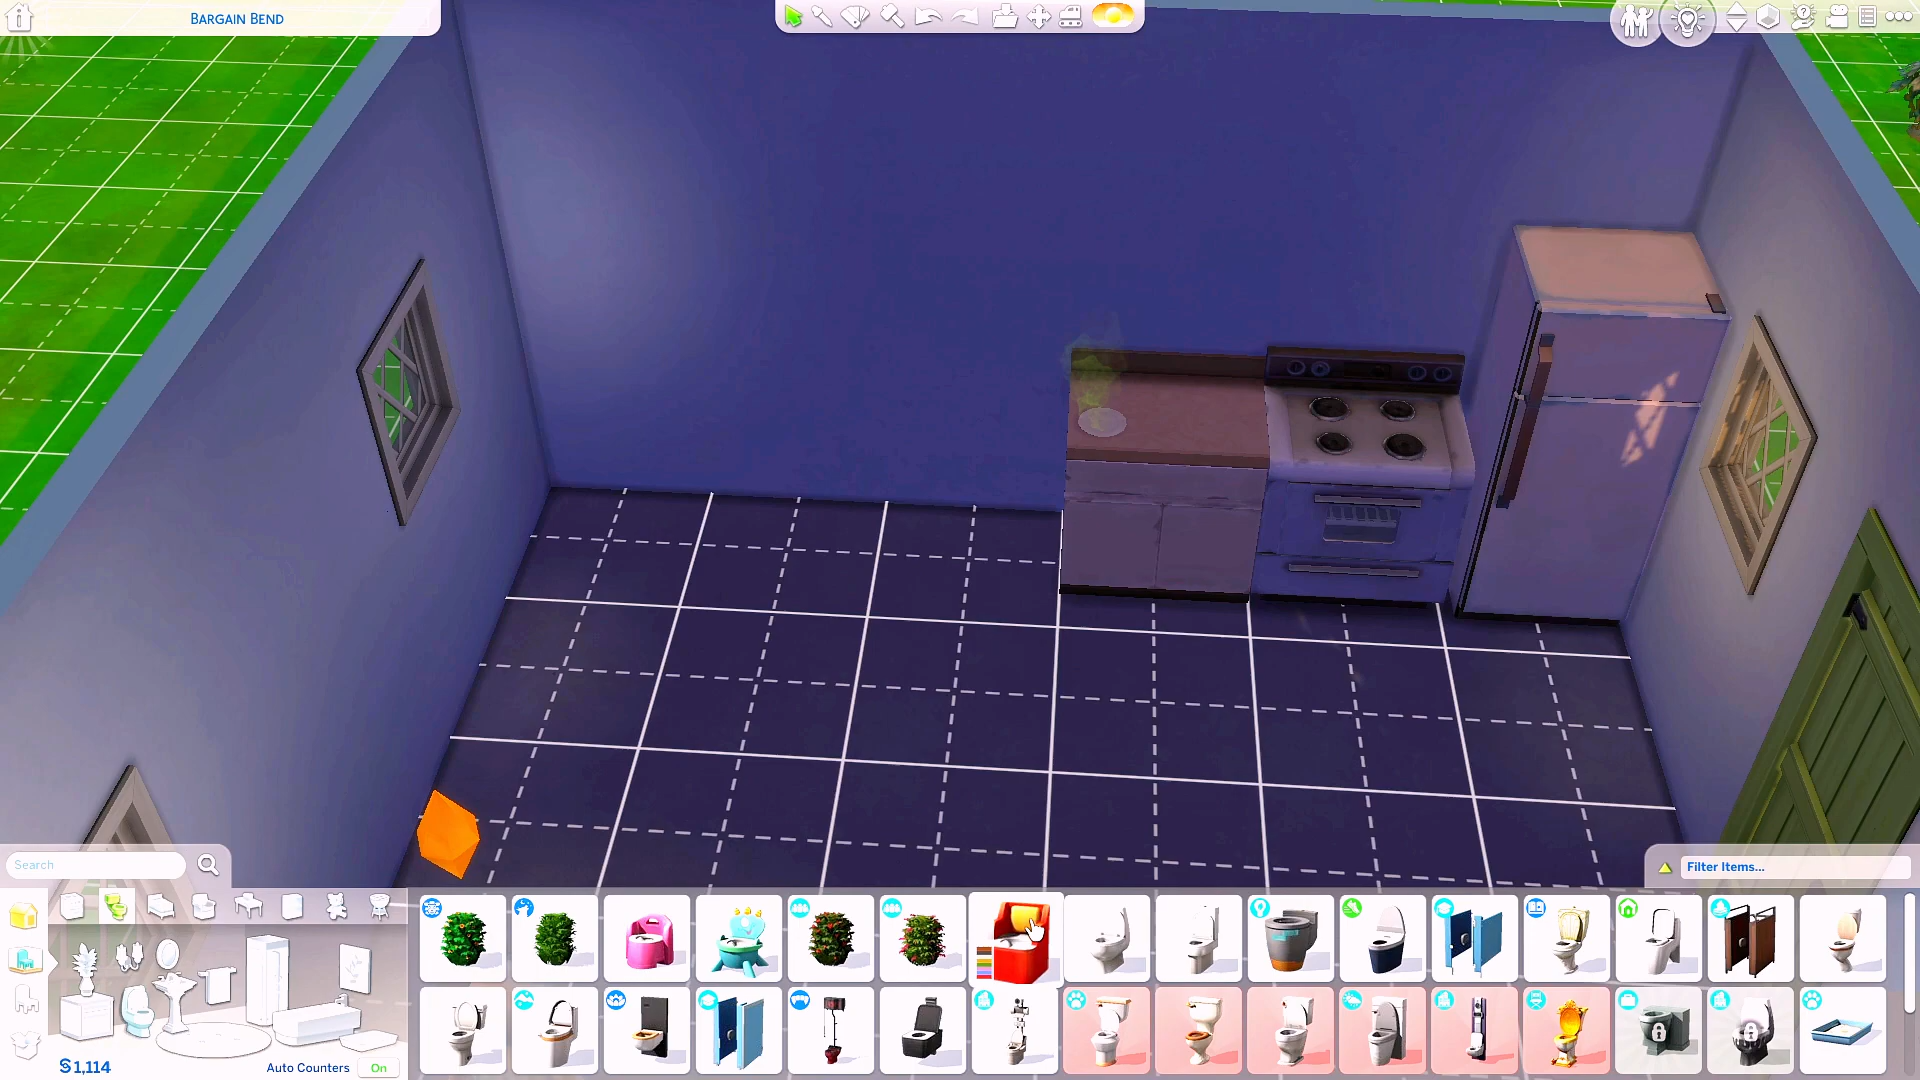 BARGAIN BEND
Search
Filter Items...
§1,114
Auto Counters
On